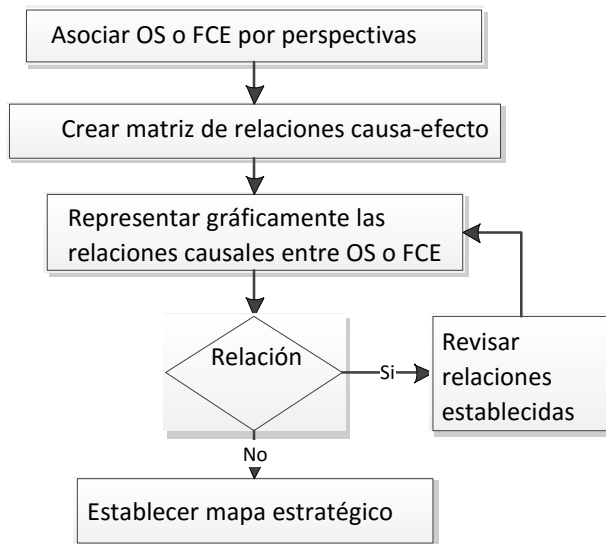 Asociar OS o FCE por perspectivas
Crear matriz de relaciones causa-efecto
Representar gráficamente las
relaciones causales entre OS o FCE
Relación
Si
Revisar
relaciones
establecidas
No
Establecer mapa estratégico